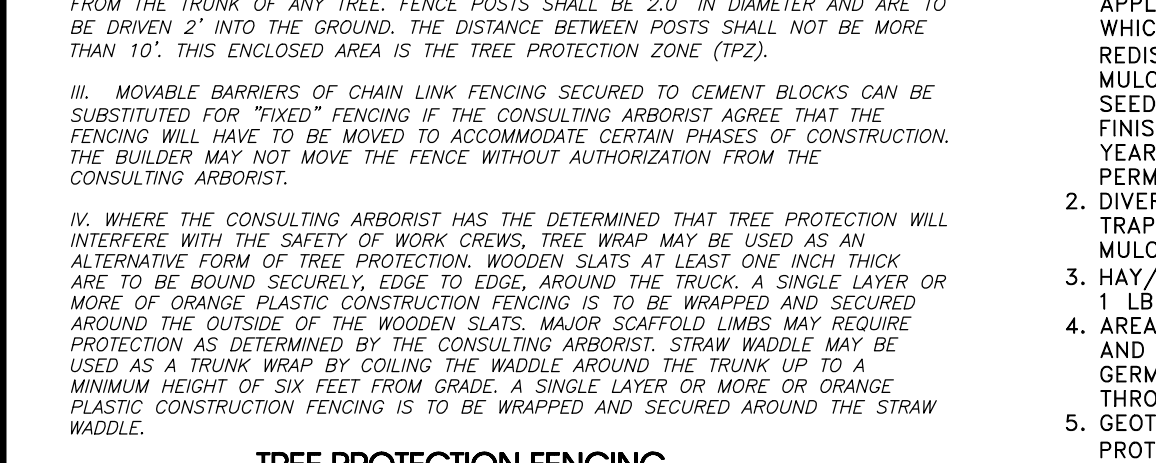 FROM THE TRUNK OF ANY TREE. FENCE POSTS SHALL BE 2.0" IN DIAMETER AND ARE TO
BE DRIVEN 2' INTO THE GROUND. THE DISTANCE BETWEEN POSTS SHALL NOT BE MORE
THAN 10'. THIS ENCLOSED AREA IS THE TREE PROTECTION ZONE (TPZ).
III. MOVABLE BARRIERS OF CHAIN LINK FENCING SECURED TO CEMENT BLOCKS CAN BE
SUBSTITUTED FOR "FIXED" FENCING IF THE CONSULTING ARBORIST AGREE THAT THE
FENCING WILL HAVE TO BE MOVED TO ACCOMMODATE CERTAIN PHASES OF CONSTRUCTION.
THE BUILDER MAY NOT MOVE THE FENCE WITHOUT AUTHORIZATION FROM THE
CONSULTING ARBORIST.
IV. WHERE THE CONSULTING ARBORIST HAS THE DETERMINED THAT TREE PROTECTION WILL
INTERFERE WITH THE SAFETY OF WORK CREWS, TREE WRAP MAY BE USED AS AN
ALTERNATIVE FORM OF TREE PROTECTION. WOODEN SLATS AT LEAST ONE INCH THICK
ARE TO BE BOUND SECURELY, EDGE TO EDGE, AROUND THE TRUCK. A SINGLE LAYER OR
MORE OF ORANGE PLASTIC CONSTRUCTION FENCING IS TO BE WRAPPED AND SECURED
AROUND THE OUTSIDE OF THE WOODEN SLATS. MAJOR SCAFFOLD LIMBS MAY REQUIRE
PROTECTION AS DETERMINED BY THE CONSULTING ARBORIST. STRAW WADDLE MAY BE
USED AS A TRUNK WRAP BY COILING THE WADDLE AROUND THE TRUNK UP TO A
MINIMUM HEIGHT OF SIX FEET FROM GRADE. A SINGLE LAYER OR MORE OR ORANGE
PLASTIC CONSTRUCTION FENCING IS TO BE WRAPPED AND SECURED AROUND THE STRAW
WADDLE.
TREE PROTECTION FENCING
APPL
WHIC
REDIS
MULC
SEED
FINIS
YEAR
PERM
2. DIVER
TRAP
MULC
3. HAY/
1 LB
4. AREA
AND
GERM
THRO
5. GEOT
PROT